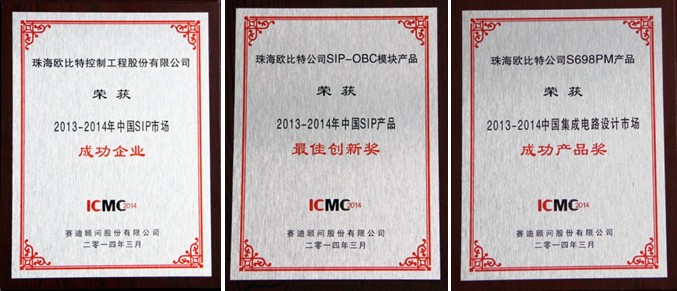 珠海欧比特控制工程股份有限公司
荣获
2013-2014年中国SIP市场
成功企业
ICMC2014
赛迪顾问股份有限公司
二零一四年三月
珠海欧比特公司SIP-OBC模块产品
荣获
2013-2014年中国SIP产品
最佳创新奖
ICMC2014
赛迪顾问股份有限公司
二零一四年三月
珠海欧比特公司S698PM产品
荣获
2013-2014中国集成电路设计市场
成功产品奖
ICMC2014
赛迪顾问股份有限公司
二零一四年三月